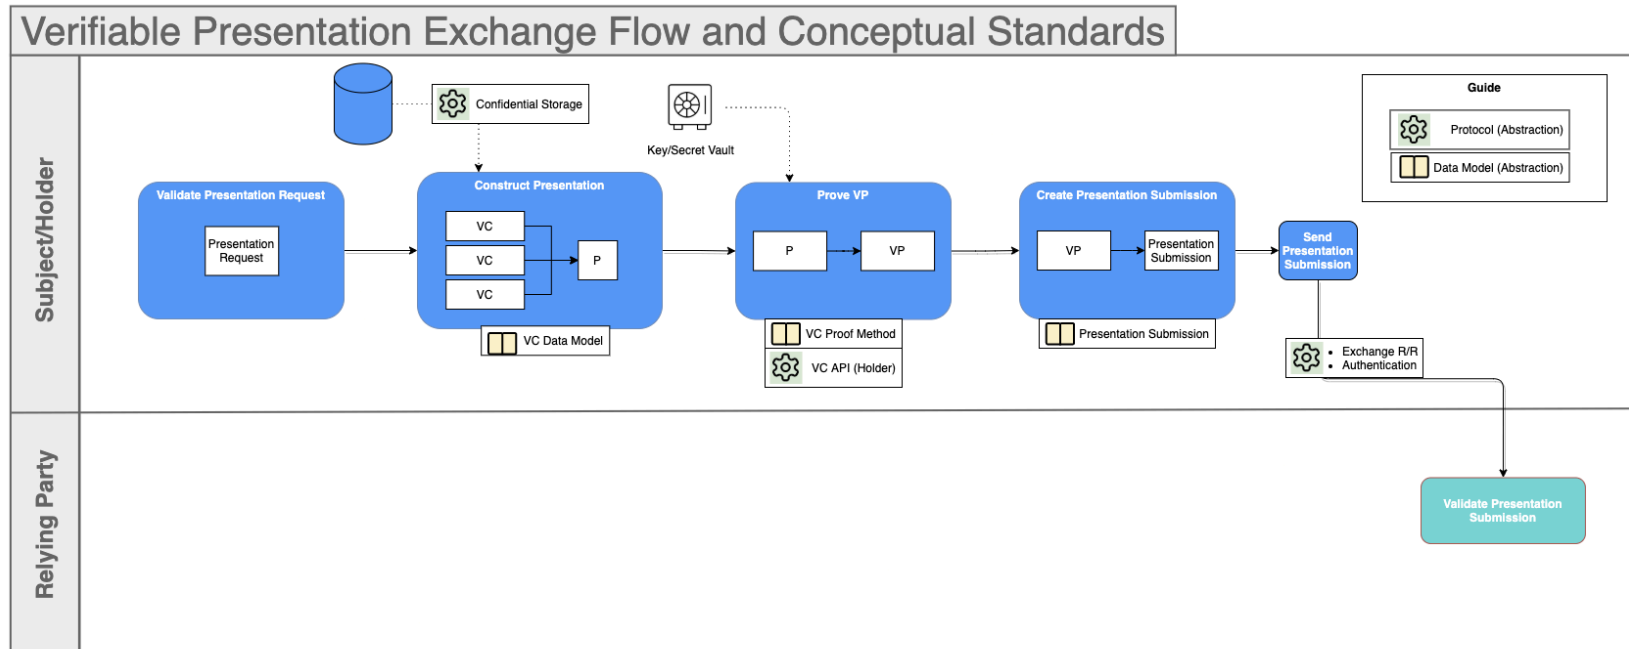 Verifiable Presentation Exchange Flow and Conceptual Standards
Subject/Holder
Confidential Storage
Key/Secret Vault
Guide
Protocol (Abstraction)
Data Model (Abstraction)
Validate Presentation Request
Presentation
Request
Construct Presentation
VC
VC
VC
P
VC Data Model
Prove VP
P
VP
VC Proof Method
VC API (Holder)
Create Presentation Submission
VP
Presentation
Submission
Presentation Submission
Send
Presentation
Submission
• Exchange R/R
• Authentication
Relying Party
Validate Presentation
Submission